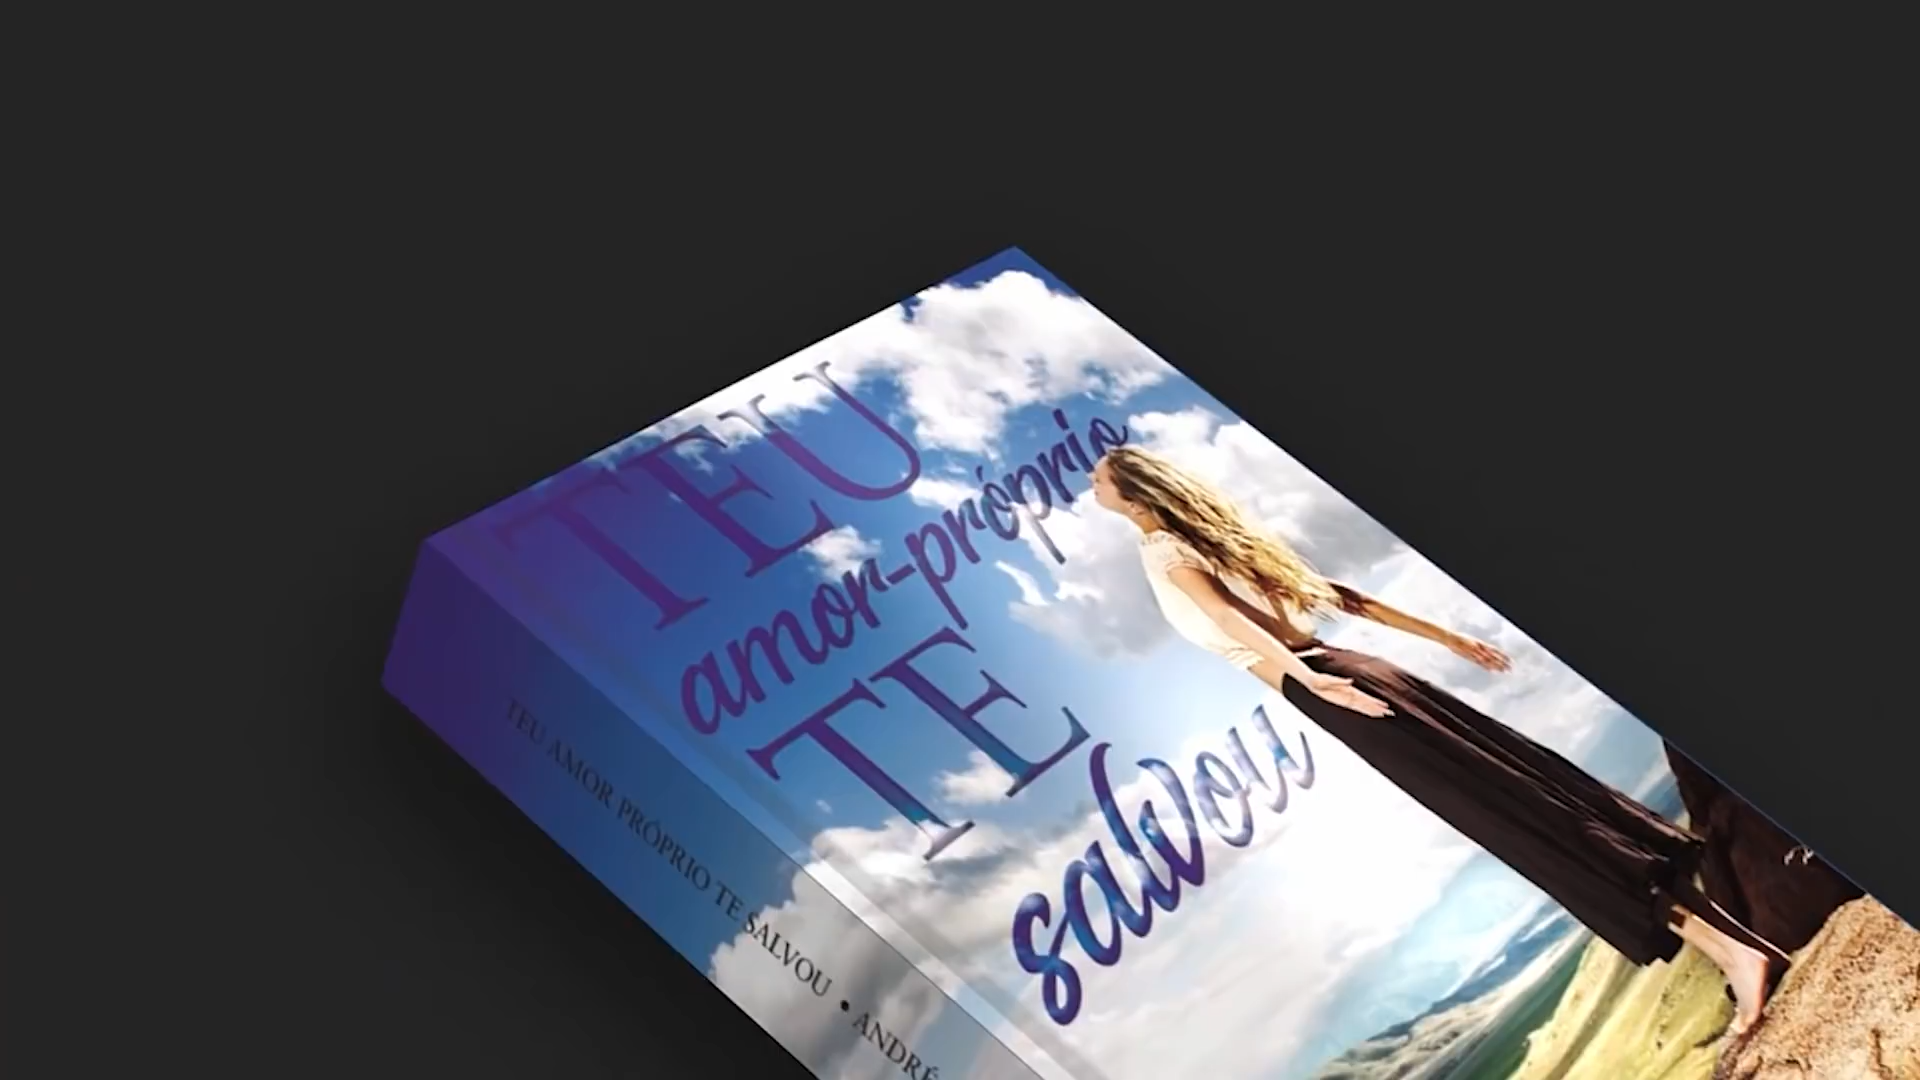 TEU
amor-próprio
TE
salvou
TEU AMOR PRÓPRIO TE SALVOU • ANDRÉ